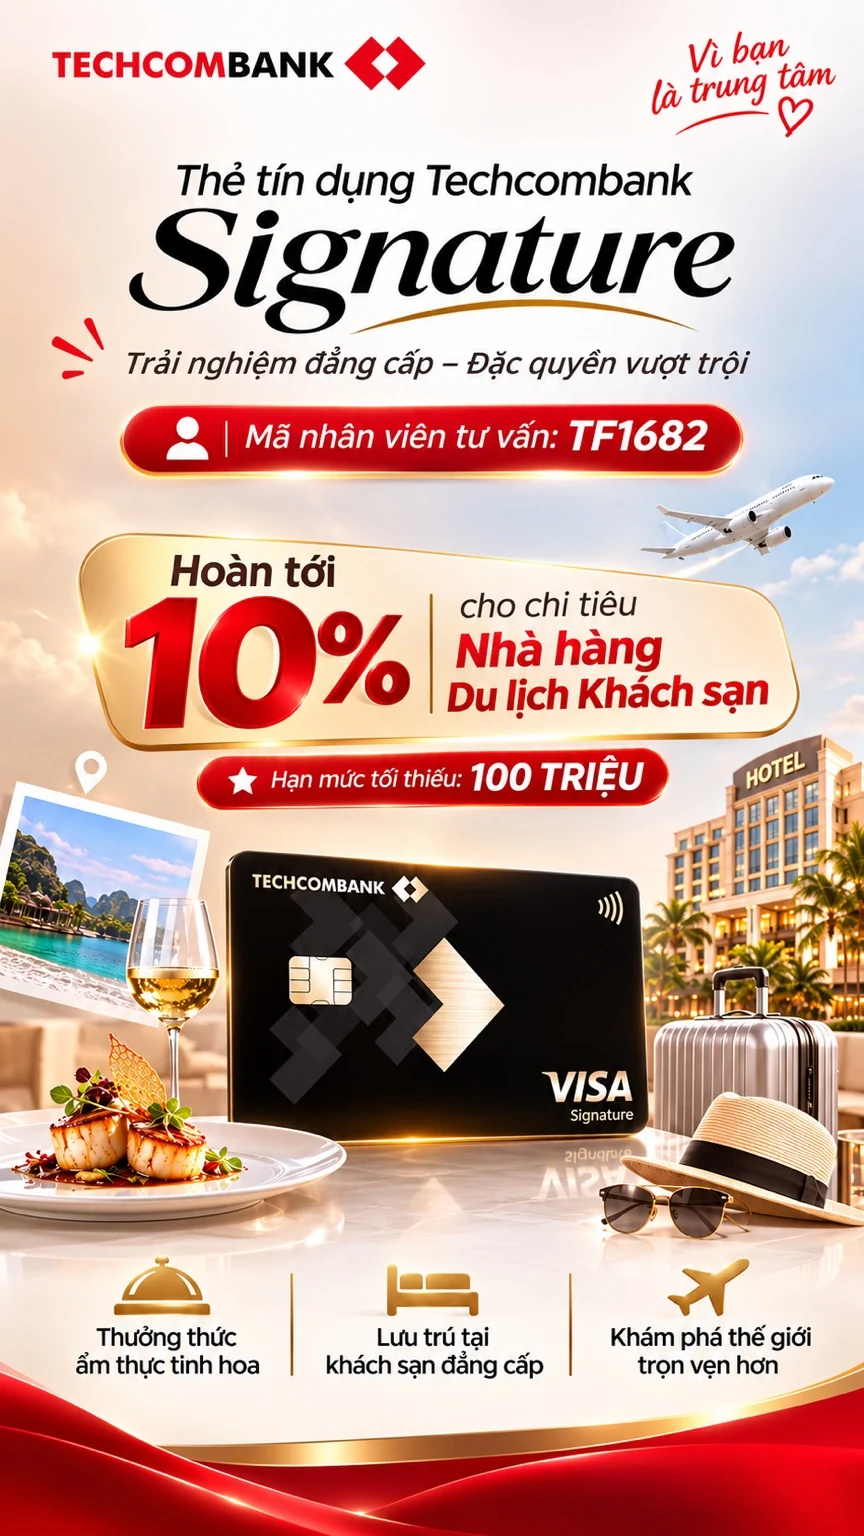 TECHCOMBANK
Vì bạn
là trung tâm
Thẻ tín dụng Techcombank
Signature
Trải nghiệm đẳng cấp – Đặc quyền vượt trội
Mã nhân viên tư vấn: TF1682
Hoàn tới
10%
cho chi tiêu
Nhà hàng
Du lịch Khách sạn
Hạn mức tối thiếu: 100 TRIỆU
HOTEL
TECHCOMBANK
VISA
Signature
Thưởng thức
ẩm thực tinh hoa
Lưu trú tại
khách sạn đẳng cấp
Khám phá thế giới
trọn vẹn hơn